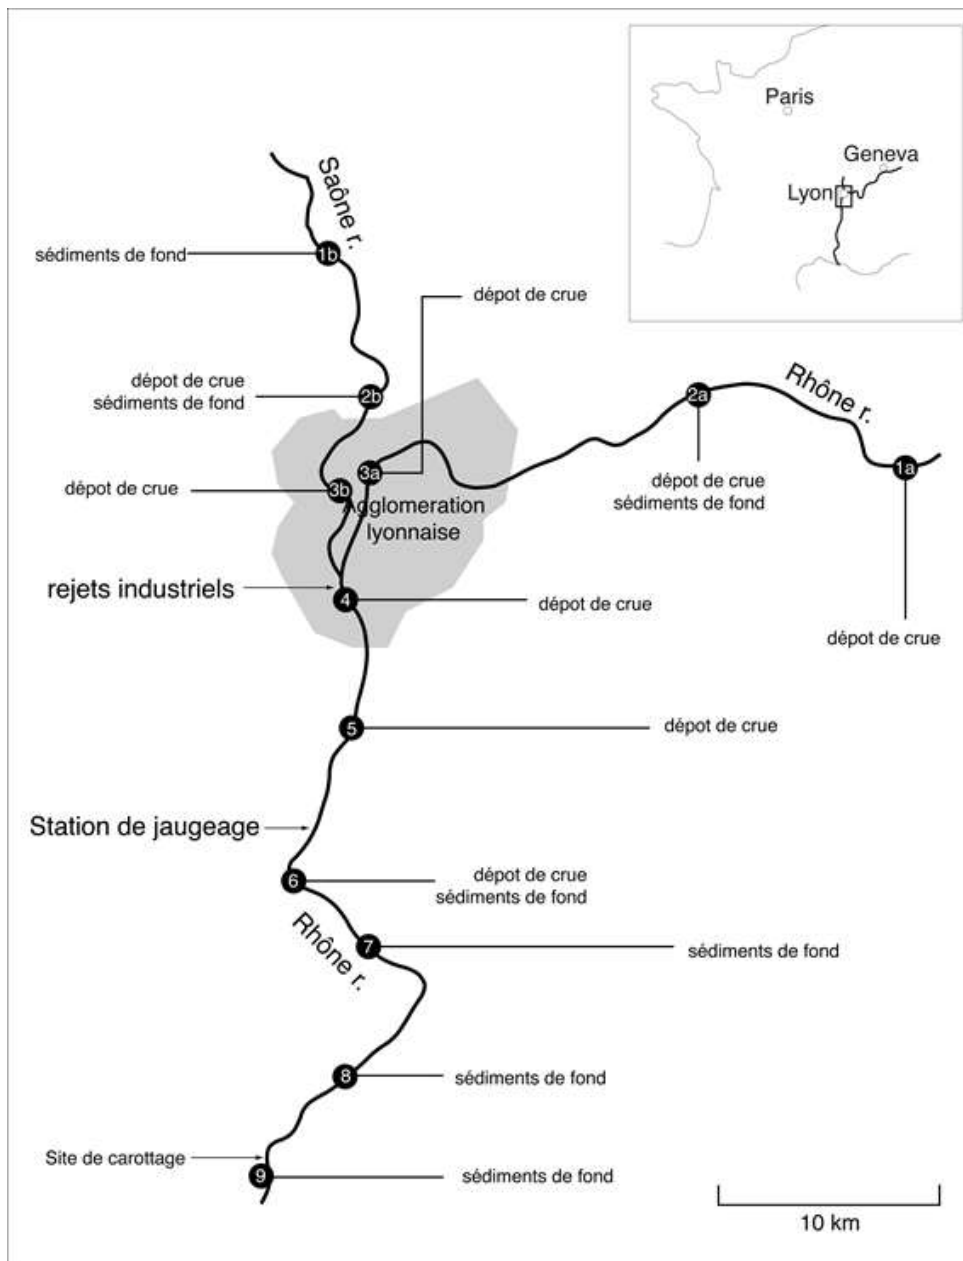 Paris
Geneva
Lyon
Saône r.
1b
sédiments de fond
dépot de crue
dépot de crue
sédiments de fond
2b
2a
Rhône r.
3a
1a
dépot de crue
sédiments de fond
dépot de crue
3b
Agglomeration
lyonnaise
rejets industriels
4
dépot de crue
dépot de crue
5
dépot de crue
Station de jaugeage
6
dépot de crue
sédiments de fond
Rhône r.
7
sédiments de fond
8
sédiments de fond
Site de carottage
9
sédiments de fond
10 km